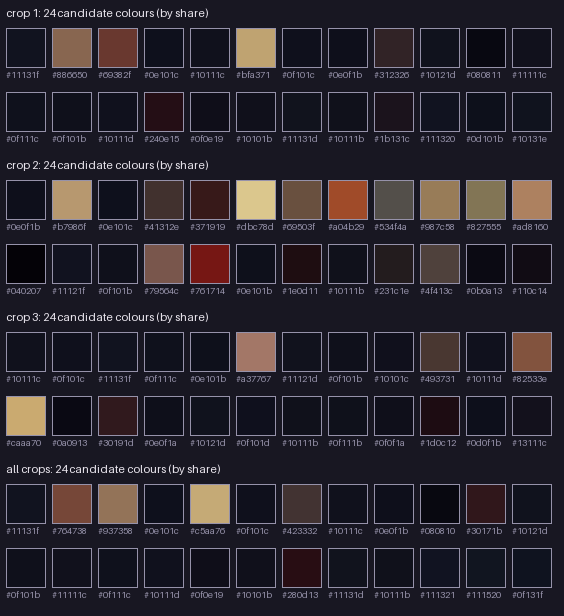 crop 1: 24 candidate colours (by share)
#11131f #886650 #69382f #0e101c #10111c #bfa371 #0f101c #0e0f1b #312326 #10121d #080811 #11111c
#0f111c #0f101b #10111d #240e15 #0f0e19 #10101b #11131d #10111b #1b131c #111320 #0d101b #10131e
crop 2: 24 candidate colours (by share)
#0e0f1b #b7986f #0e101c #41312e #371919 #dbc78d #69503f #a04b29 #534f4a #987c58 #827555 #ad8160
#040207 #11121f #0f101b #79564c #761714 #0e101b #1e0d11 #10111b #231c1e #4f413c #0b0a13 #110c14
crop 3: 24 candidate colours (by share)
#10111c #0f101c #11131f #0f111c #0e101b #a37767 #11121d #0f101b #10101c #493731 #10111d #82533e
#caaa70 #0a0913 #30191d #0e0f1a #10121d #0f101d #10111b #0f111b #0f0f1a #1d0c12 #0d0f1b #13111c
all crops: 24 candidate colours (by share)
#11131f #764738 #937358 #0e101c #c5aa76 #0f101c #423332 #10111c #0e0f1b #080810 #30171b #10121d
#0f101b #11111c #0f111c #10111d #0f0e19 #10101b #280d13 #11131d #10111b #111321 #111520 #0f131f